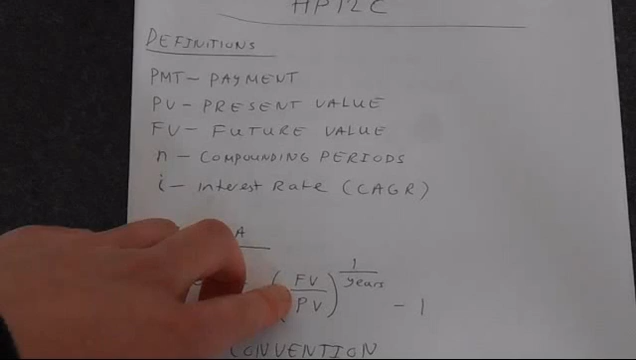 HP12C
DEFINITIONS
PMT - PAYMENT
PV - PRESENT VALUE
FV - FUTURE VALUE
n - COMPOUNDING PERIODS
i - Interest Rate (CAGR)
A
(FV/PV)^(1/years) - 1
CONVENTION